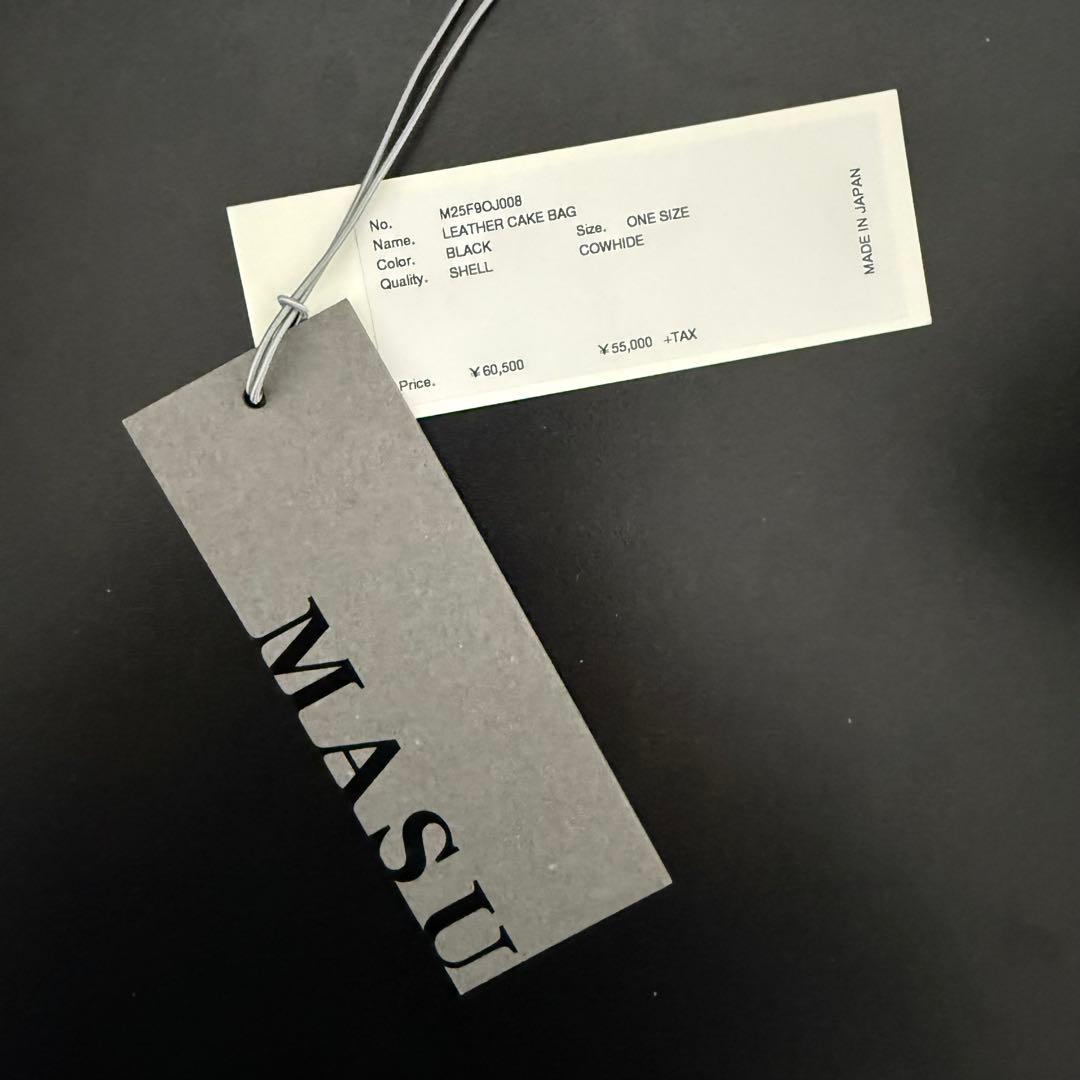 No. M25F9OJ008
Name. LEATHER CAKE BAG
Color. BLACK Size. ONE SIZE
Quality. SHELL COWHIDE
Price. ¥60,500 ¥55,000 +TAX
MADE IN JAPAN
MASU